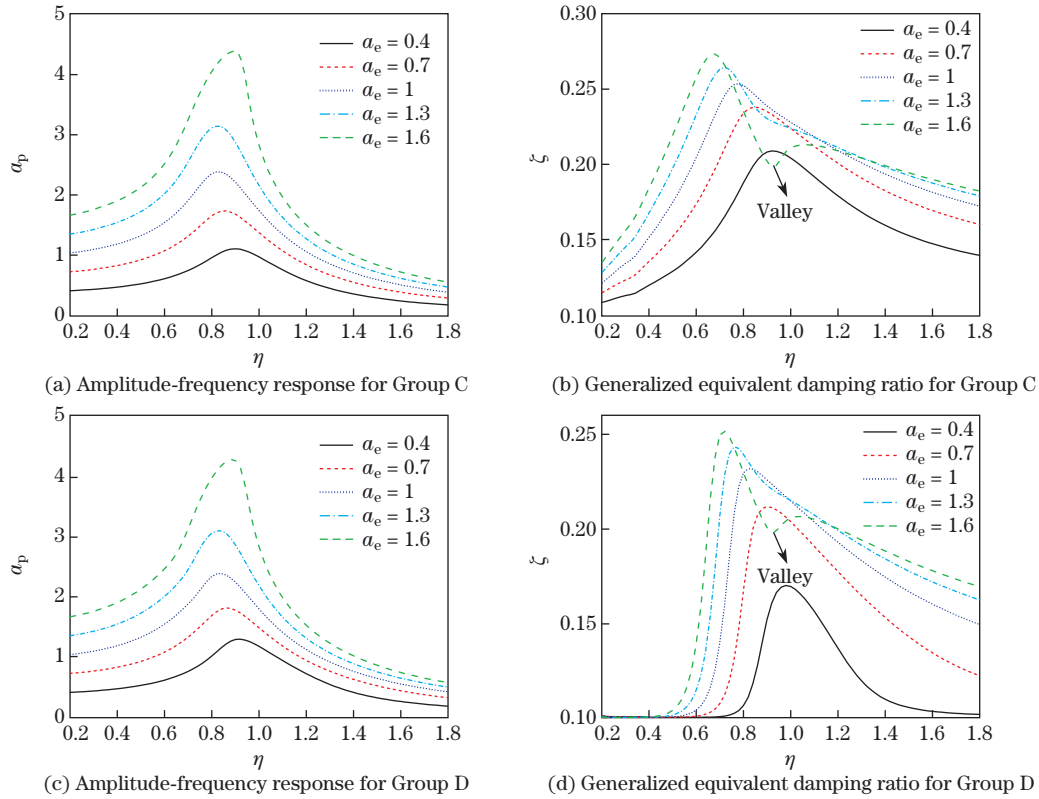 5
4
3
2
1
0
0.2 0.4 0.6 0.8 1.0 1.2 1.4 1.6 1.8
a_p
η
a_e = 0.4
a_e = 0.7
a_e = 1
a_e = 1.3
a_e = 1.6
(a) Amplitude-frequency response for Group C
0.30
0.25
0.20
0.15
0.10
0.2 0.4 0.6 0.8 1.0 1.2 1.4 1.6 1.8
ζ
η
a_e = 0.4
a_e = 0.7
a_e = 1
a_e = 1.3
a_e = 1.6
Valley
(b) Generalized equivalent damping ratio for Group C
5
4
3
2
1
0
0.2 0.4 0.6 0.8 1.0 1.2 1.4 1.6 1.8
a_p
η
a_e = 0.4
a_e = 0.7
a_e = 1
a_e = 1.3
a_e = 1.6
(c) Amplitude-frequency response for Group D
0.25
0.20
0.15
0.10
0.2 0.4 0.6 0.8 1.0 1.2 1.4 1.6 1.8
ζ
η
a_e = 0.4
a_e = 0.7
a_e = 1
a_e = 1.3
a_e = 1.6
Valley
(d) Generalized equivalent damping ratio for Group D